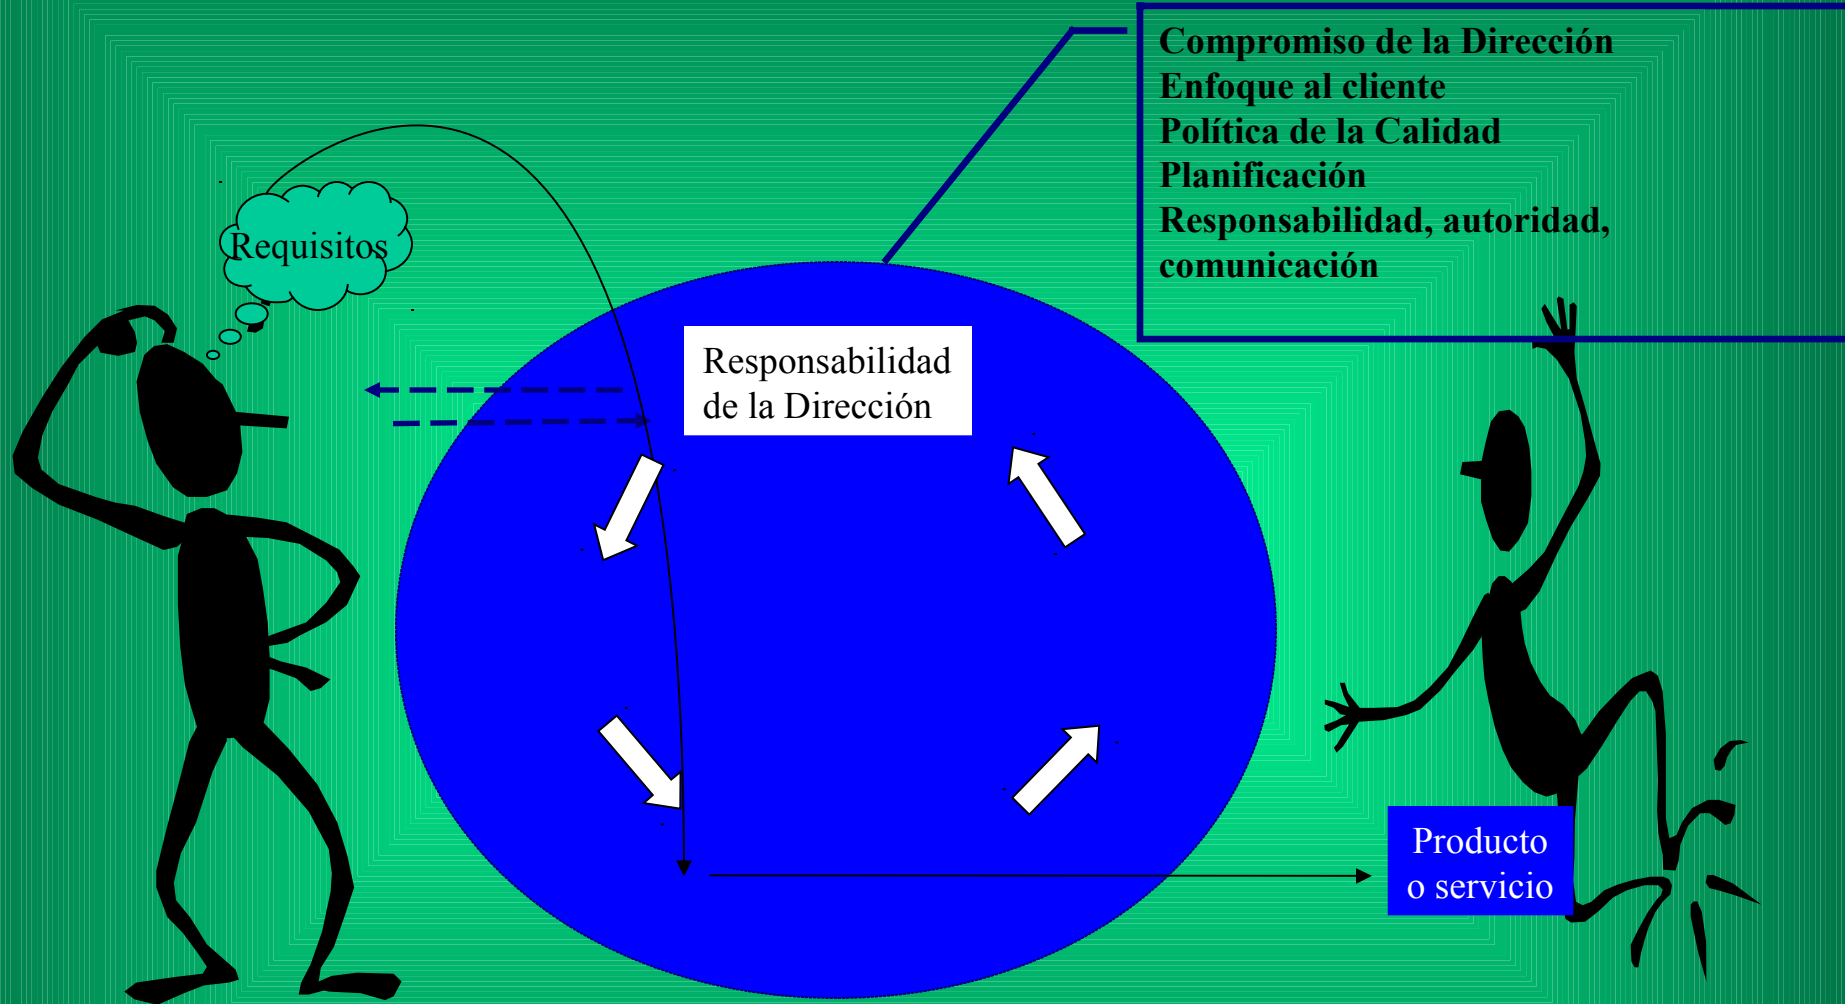 Compromiso de la Dirección
Enfoque al cliente
Política de la Calidad
Planificación
Responsabilidad, autoridad,
comunicación
Requisitos
Responsabilidad
de la Dirección
Producto
o servicio